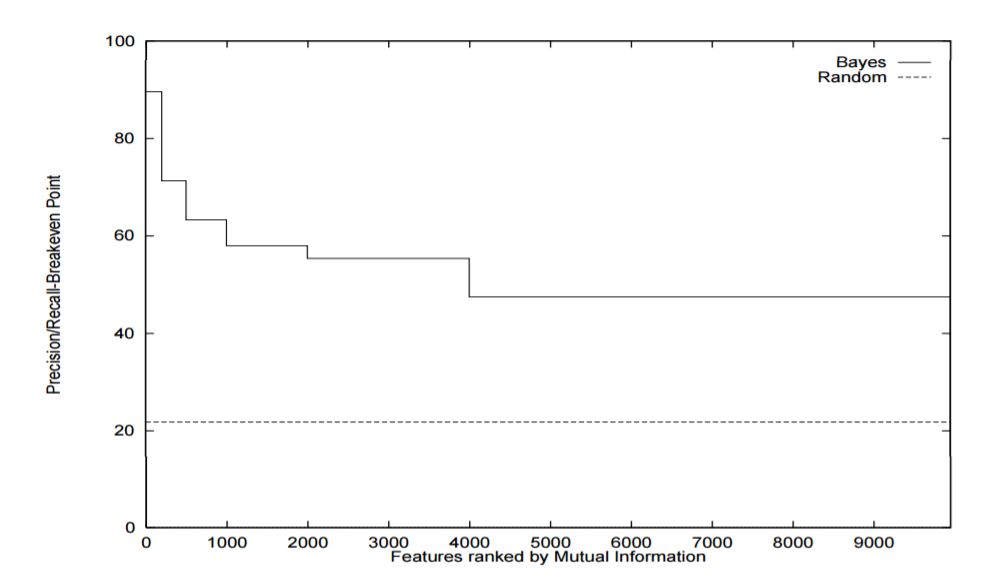 100
80
60
40
20
0
Precision/Recall-Breakeven Point
Bayes
Random
0 1000 2000 3000 4000 5000 6000 7000 8000 9000
Features ranked by Mutual Information